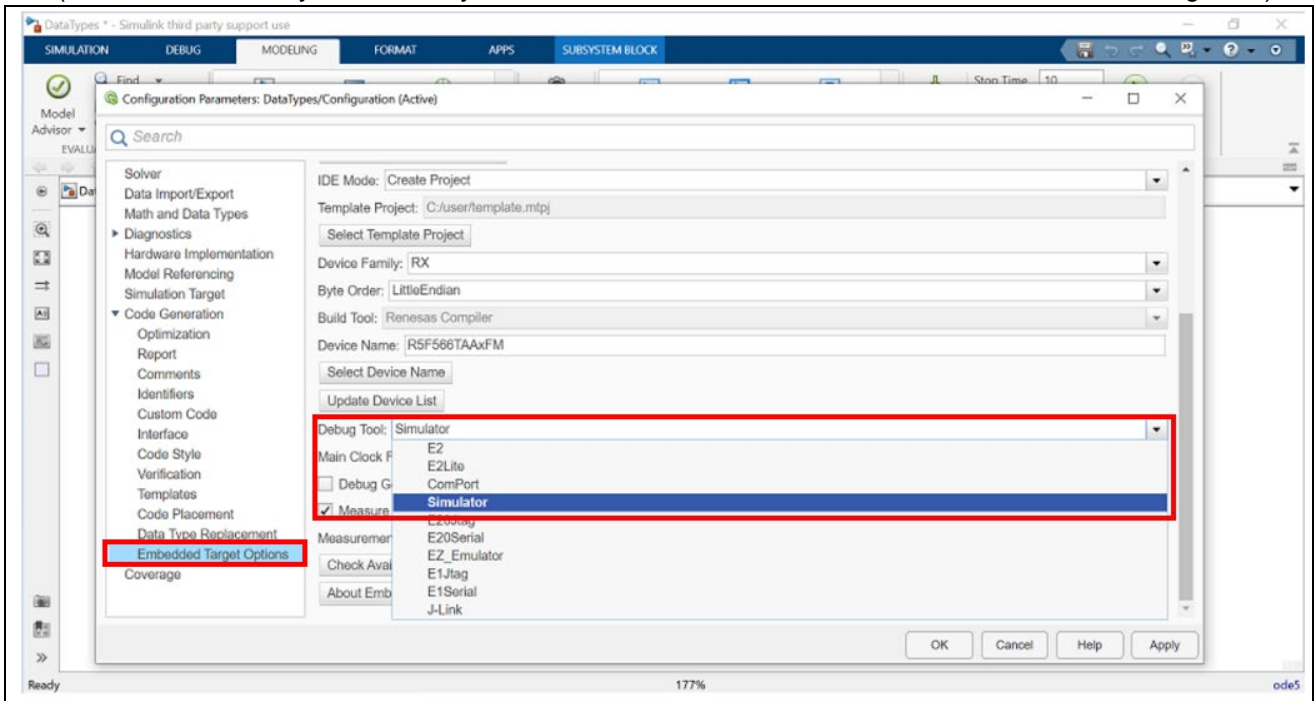 DataTypes * - Simulink third party support use
SIMULATION DEBUG MODELING FORMAT APPS SUBSYSTEM BLOCK
Find Stop Time 10
Model
Advisor
Configuration Parameters: DataTypes/Configuration (Active)
Search
Solver
Data Import/Export
Math and Data Types
Diagnostics
Hardware Implementation
Model Referencing
Simulation Target
Code Generation
Optimization
Report
Comments
Identifiers
Custom Code
Interface
Code Style
Verification
Templates
Code Placement
Data Type Replacement
Embedded Target Options
Coverage
IDE Mode: Create Project
Template Project: C:/user/template.mtpj
Select Template Project
Device Family: RX
Byte Order: LittleEndian
Build Tool: Renesas Compiler
Device Name: R5F566TAAxFM
Select Device Name
Update Device List
Debug Tool: Simulator
Main Clock F
Debug G
Measure
Measuremer
Check Avai
About Emb
E2
E2Lite
ComPort
Simulator
E20Jtag
E20Serial
EZ_Emulator
E1Jtag
E1Serial
J-Link
OK Cancel Help Apply
Ready 177% ode5